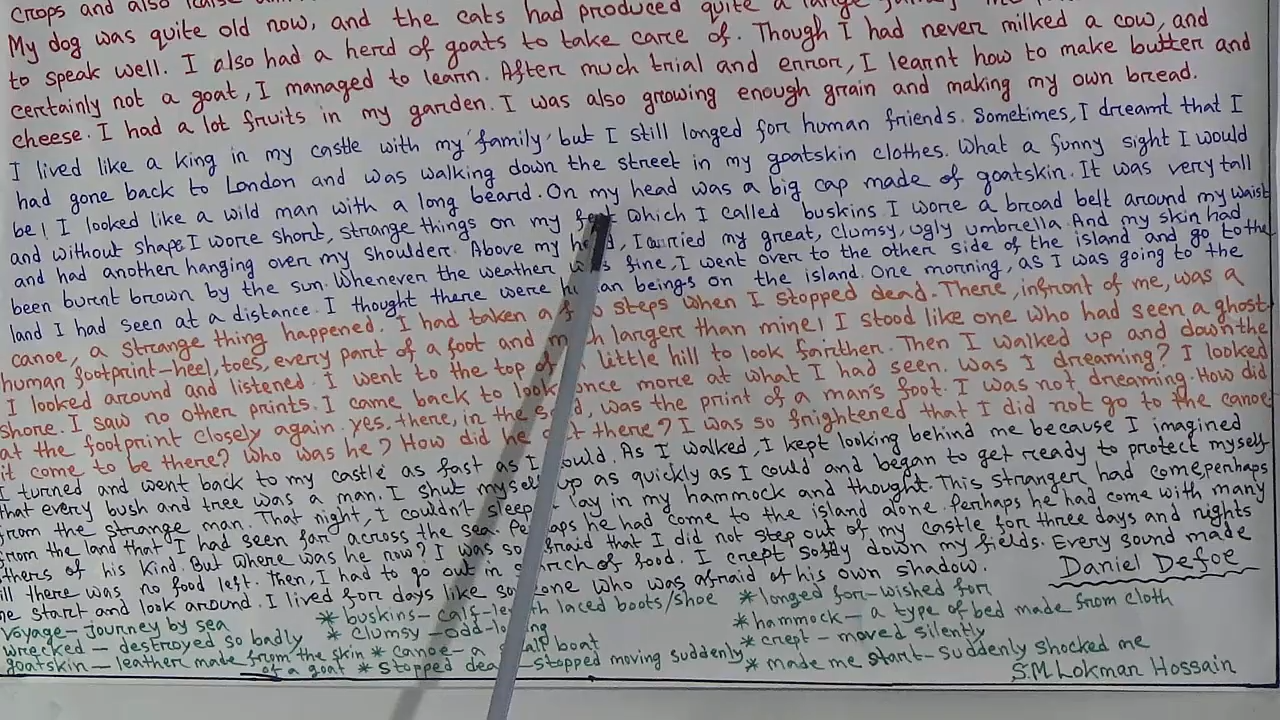 crops and also raise
My dog was quite old now, and the cats had produced quite a large family
to speak well. I also had a herd of goats to take care of. Though I had never milked a cow, and
certainly not a goat, I managed to learn. After much trial and error, I learnt how to make butter and
cheese. I had a lot fruits in my garden. I was also growing enough grain and making my own bread.
I lived like a king in my castle with my 'family' but I still longed for human friends. Sometimes, I dreamt that I
had gone back to London and was walking down the street in my goatskin clothes. What a funny sight I would
be! I looked like a wild man with a long beard. On my head was a big cap made of goatskin. It was very tall
and without shape I wore short, strange things on my feet which I called buskins I wore a broad belt around my waist
and had another hanging over my shoulder. Above my head, I carried my great, clumsy, ugly umbrella. And my skin had
been burnt brown by the sun. Whenever the weather was fine, I went over to the other side of the island and go to the
land I had seen at a distance. I thought there were human beings on the island. One morning, as I was going to the
canoe, a strange thing happened. I had taken a few steps when I stopped dead. There, infront of me, was a
human footprint—heel, toes, every part of a foot and much larger than mine! I stood like one who had seen a ghost
I looked around and listened. I went to the top of little hill to look farther. Then I walked up and down the
shore. I saw no other prints. I came back to look once more at what I had seen. Was I dreaming? I looked
at the footprint closely again. yes, there, in the sand, was the print of a man's foot. I was not dreaming. How did
it come to be there? Who was he? How did he get there? I was so frightened that I did not go to the canoe
I turned and went back to my castle as fast as I could. As I walked, I kept looking behind me because I imagined
that every bush and tree was a man. I shut myself up as quickly as I could and began to get ready to protect myself
from the strange man. That night, I couldn't sleep. I lay in my hammock and thought. This stranger had come perhaps
from the land that I had seen far across the sea. Perhaps he had come to the island alone. Perhaps he had come with many
others of his kind. But where was he now? I was so afraid that I did not step out of my castle for three days and nights
ill there was no food left. Then, I had to go out in search of food. I crept softly down my fields. Every sound made
me start and look around. I lived for days like someone who was afraid of his own shadow.
Daniel Defoe
Voyage— Journey by sea * buskins— calf-length laced boots/shoe * longed for—wished for
wrecked — destroyed so badly * clumsy —odd-looking * hammock— a type of bed made from cloth
goatskin — leather made from the skin of a goat * canoe— a small boat * crept — moved silently
* stopped dead—stopped moving suddenly * made me start— suddenly shocked me
S.M Lokman Hossain